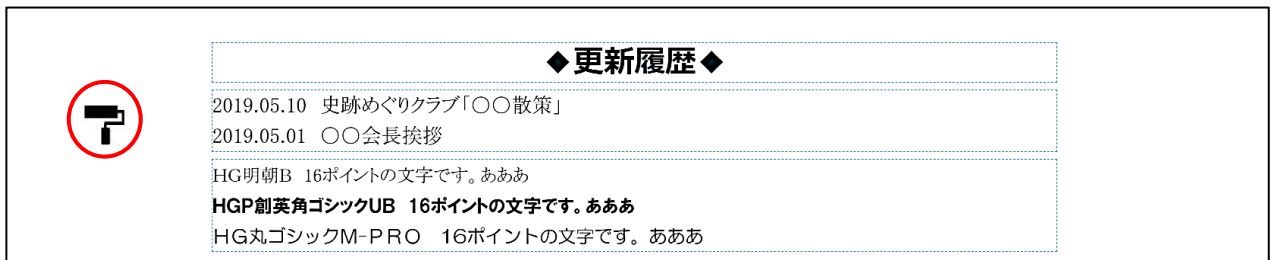 ◆更新履歴◆
2019.05.10　史跡めぐりクラブ「〇〇散策」
2019.05.01　〇〇会長挨拶
HG明朝B　16ポイントの文字です。あああ
HGP創英角ゴシックUB　16ポイントの文字です。あああ
HG丸ゴシックM-PRO　16ポイントの文字です。あああ